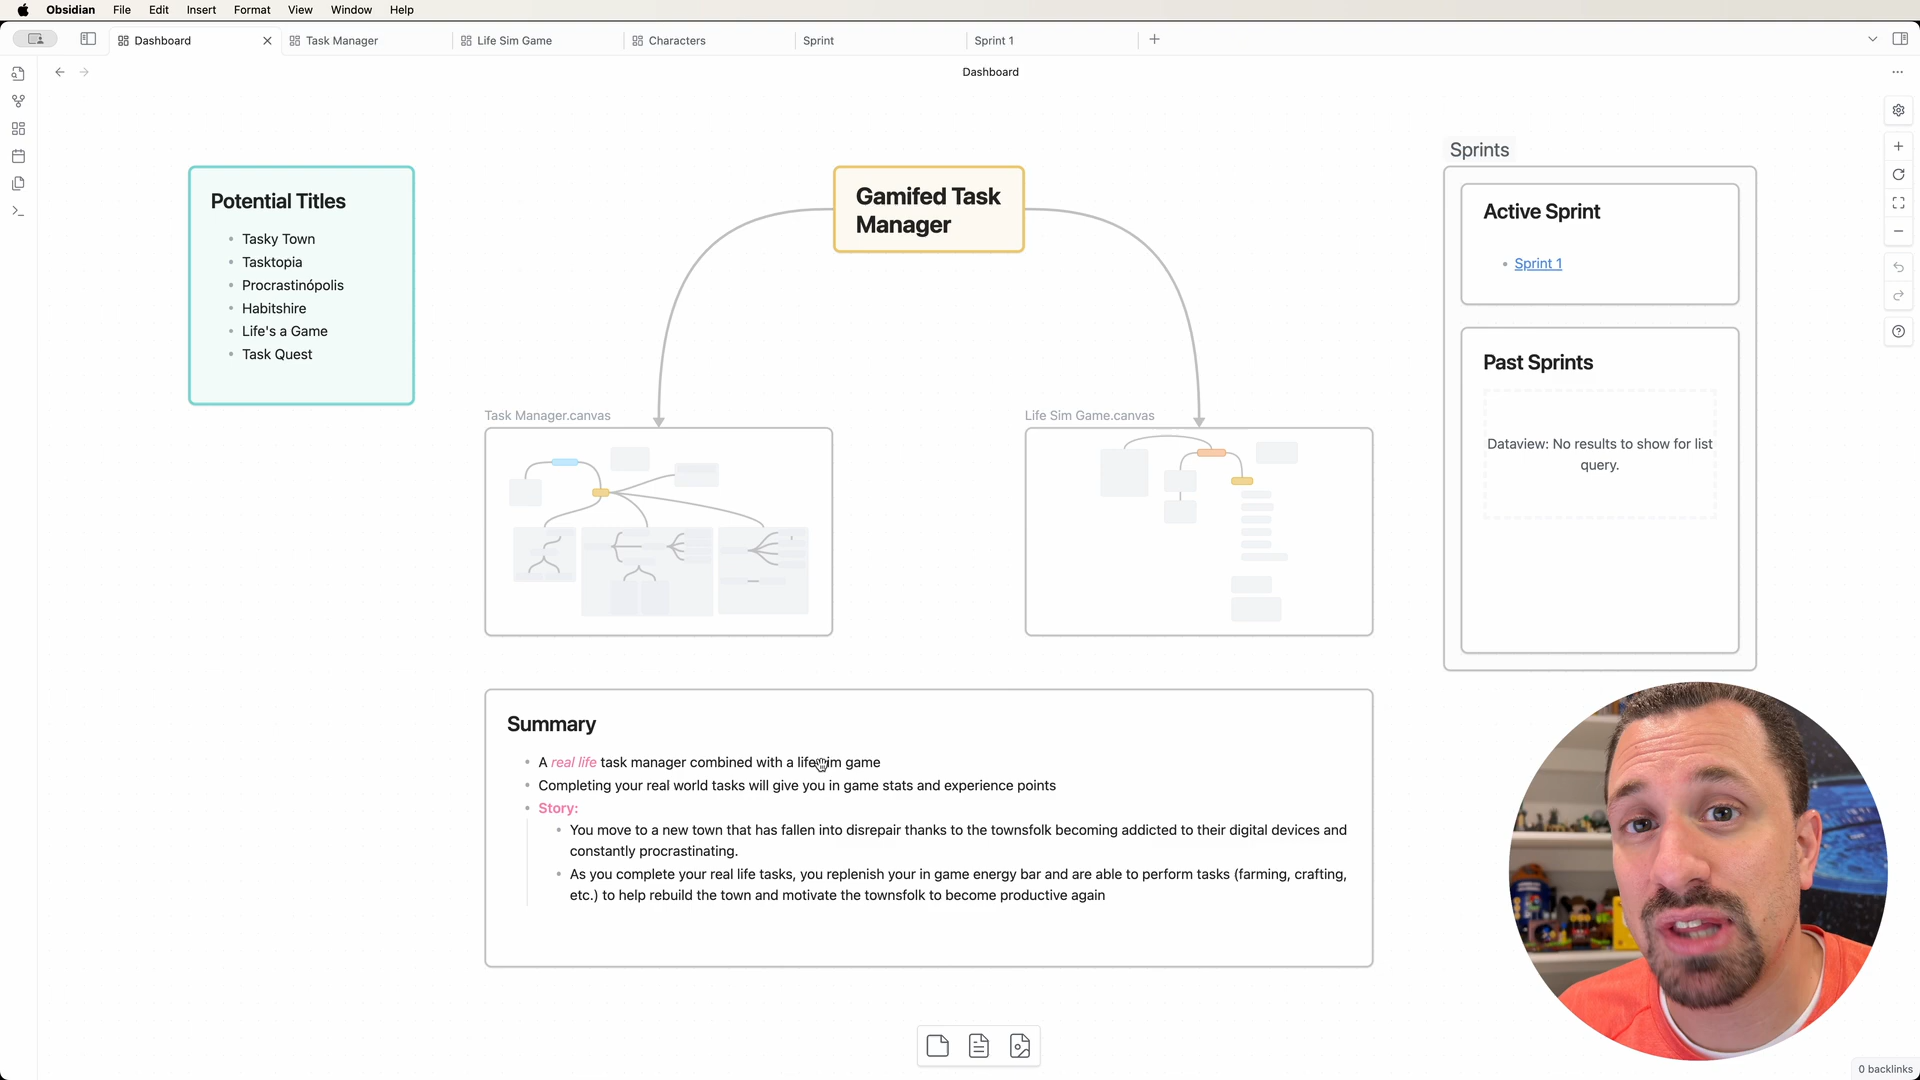 Obsidian File Edit Insert Format View Window Help
Dashboard Task Manager Life Sim Game Characters Sprint Sprint 1
Dashboard
Potential Titles
Tasky Town
Tasktopia
Procrastinópolis
Habitshire
Life's a Game
Task Quest
Gamifed Task
Manager
Sprints
Active Sprint
Sprint 1
Past Sprints
Dataview: No results to show for list
query.
Task Manager.canvas
Life Sim Game.canvas
Summary
A real life task manager combined with a life sim game
Completing your real world tasks will give you in game stats and experience points
Story:
You move to a new town that has fallen into disrepair thanks to the townsfolk becoming addicted to their digital devices and
constantly procrastinating.
As you complete your real life tasks, you replenish your in game energy bar and are able to perform tasks (farming, crafting,
etc.) to help rebuild the town and motivate the townsfolk to become productive again
0 backlinks